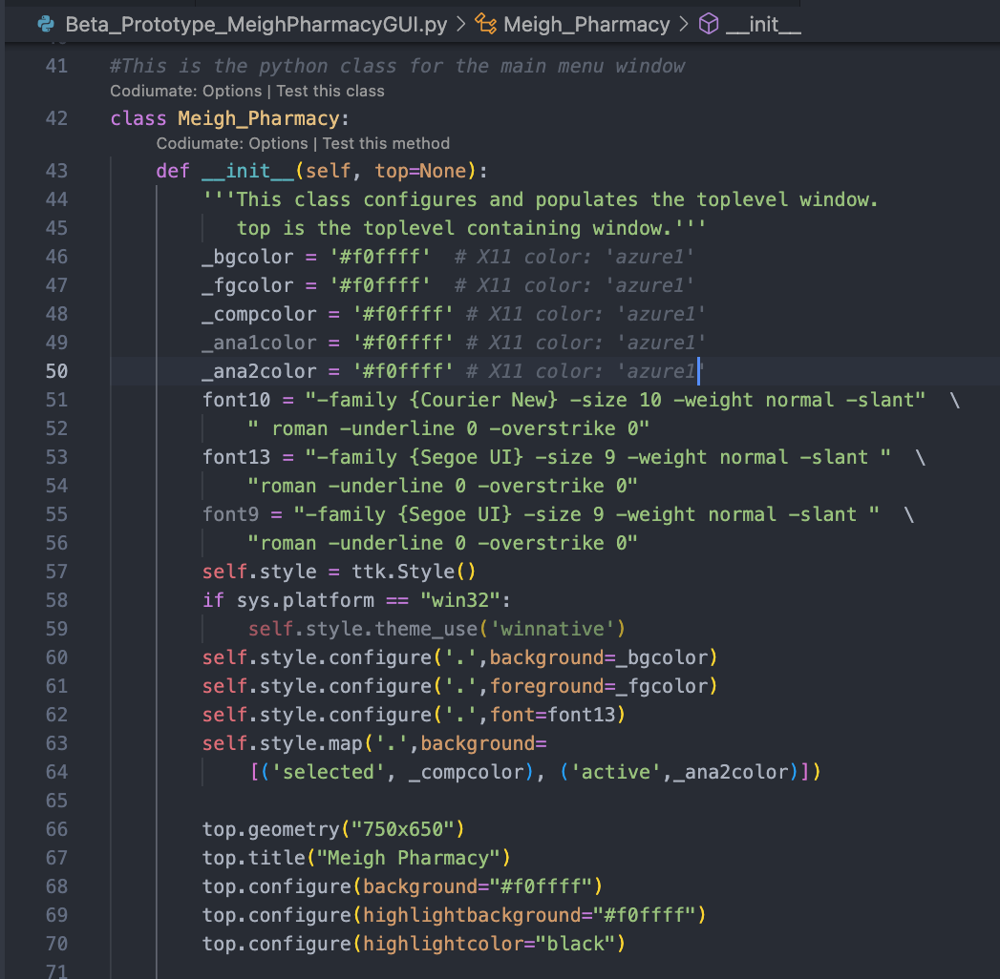 Beta_Prototype_MeighPharmacyGUI.py > Meigh_Pharmacy > __init__
41 #This is the python class for the main menu window
Codiumate: Options | Test this class
42 class Meigh_Pharmacy:
Codiumate: Options | Test this method
43 def __init__(self, top=None):
44 '''This class configures and populates the toplevel window.
45 top is the toplevel containing window.'''
46 _bgcolor = '#f0ffff'  # X11 color: 'azure1'
47 _fgcolor = '#f0ffff'  # X11 color: 'azure1'
48 _compcolor = '#f0ffff' # X11 color: 'azure1'
49 _ana1color = '#f0ffff' # X11 color: 'azure1'
50 _ana2color = '#f0ffff' # X11 color: 'azure1'
51 font10 = "-family {Courier New} -size 10 -weight normal -slant"  \
52 " roman -underline 0 -overstrike 0"
53 font13 = "-family {Segoe UI} -size 9 -weight normal -slant "  \
54 "roman -underline 0 -overstrike 0"
55 font9 = "-family {Segoe UI} -size 9 -weight normal -slant "  \
56 "roman -underline 0 -overstrike 0"
57 self.style = ttk.Style()
58 if sys.platform == "win32":
59 self.style.theme_use('winnative')
60 self.style.configure('.',background=_bgcolor)
61 self.style.configure('.',foreground=_fgcolor)
62 self.style.configure('.',font=font13)
63 self.style.map('.',background=
64 [('selected', _compcolor), ('active',_ana2color)])
65
66 top.geometry("750x650")
67 top.title("Meigh Pharmacy")
68 top.configure(background="#f0ffff")
69 top.configure(highlightbackground="#f0ffff")
70 top.configure(highlightcolor="black")
71